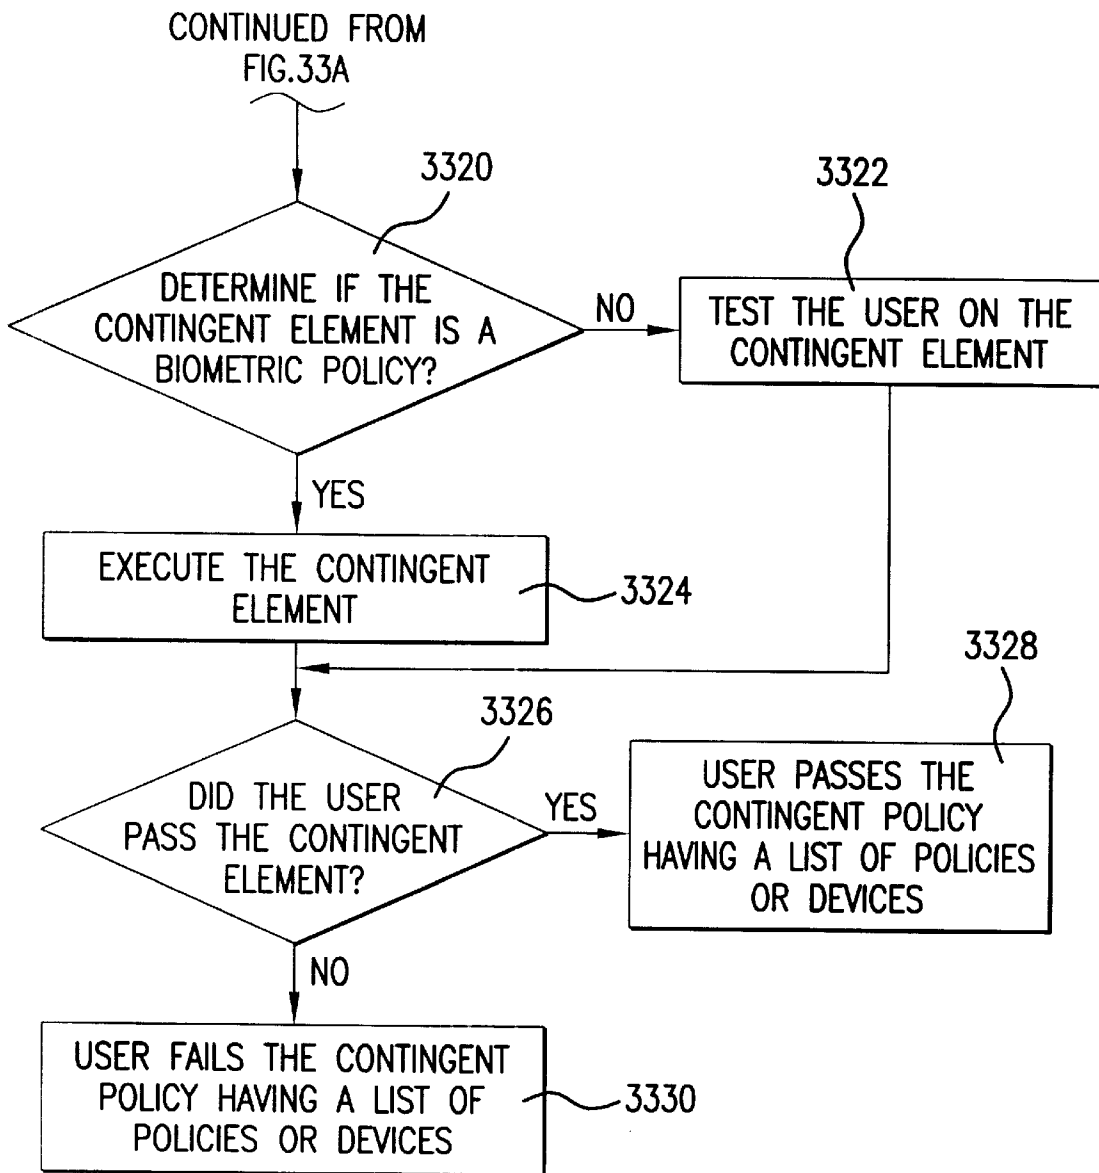 CONTINUED FROM
FIG.33A
3320
3322
DETERMINE IF THE
CONTINGENT ELEMENT IS A
BIOMETRIC POLICY?
NO
TEST THE USER ON THE
CONTINGENT ELEMENT
YES
EXECUTE THE CONTINGENT
ELEMENT
3324
3328
3326
DID THE USER
PASS THE CONTINGENT
ELEMENT?
YES
USER PASSES THE
CONTINGENT POLICY
HAVING A LIST OF POLICIES
OR DEVICES
NO
USER FAILS THE CONTINGENT
POLICY HAVING A LIST OF
POLICIES OR DEVICES
3330